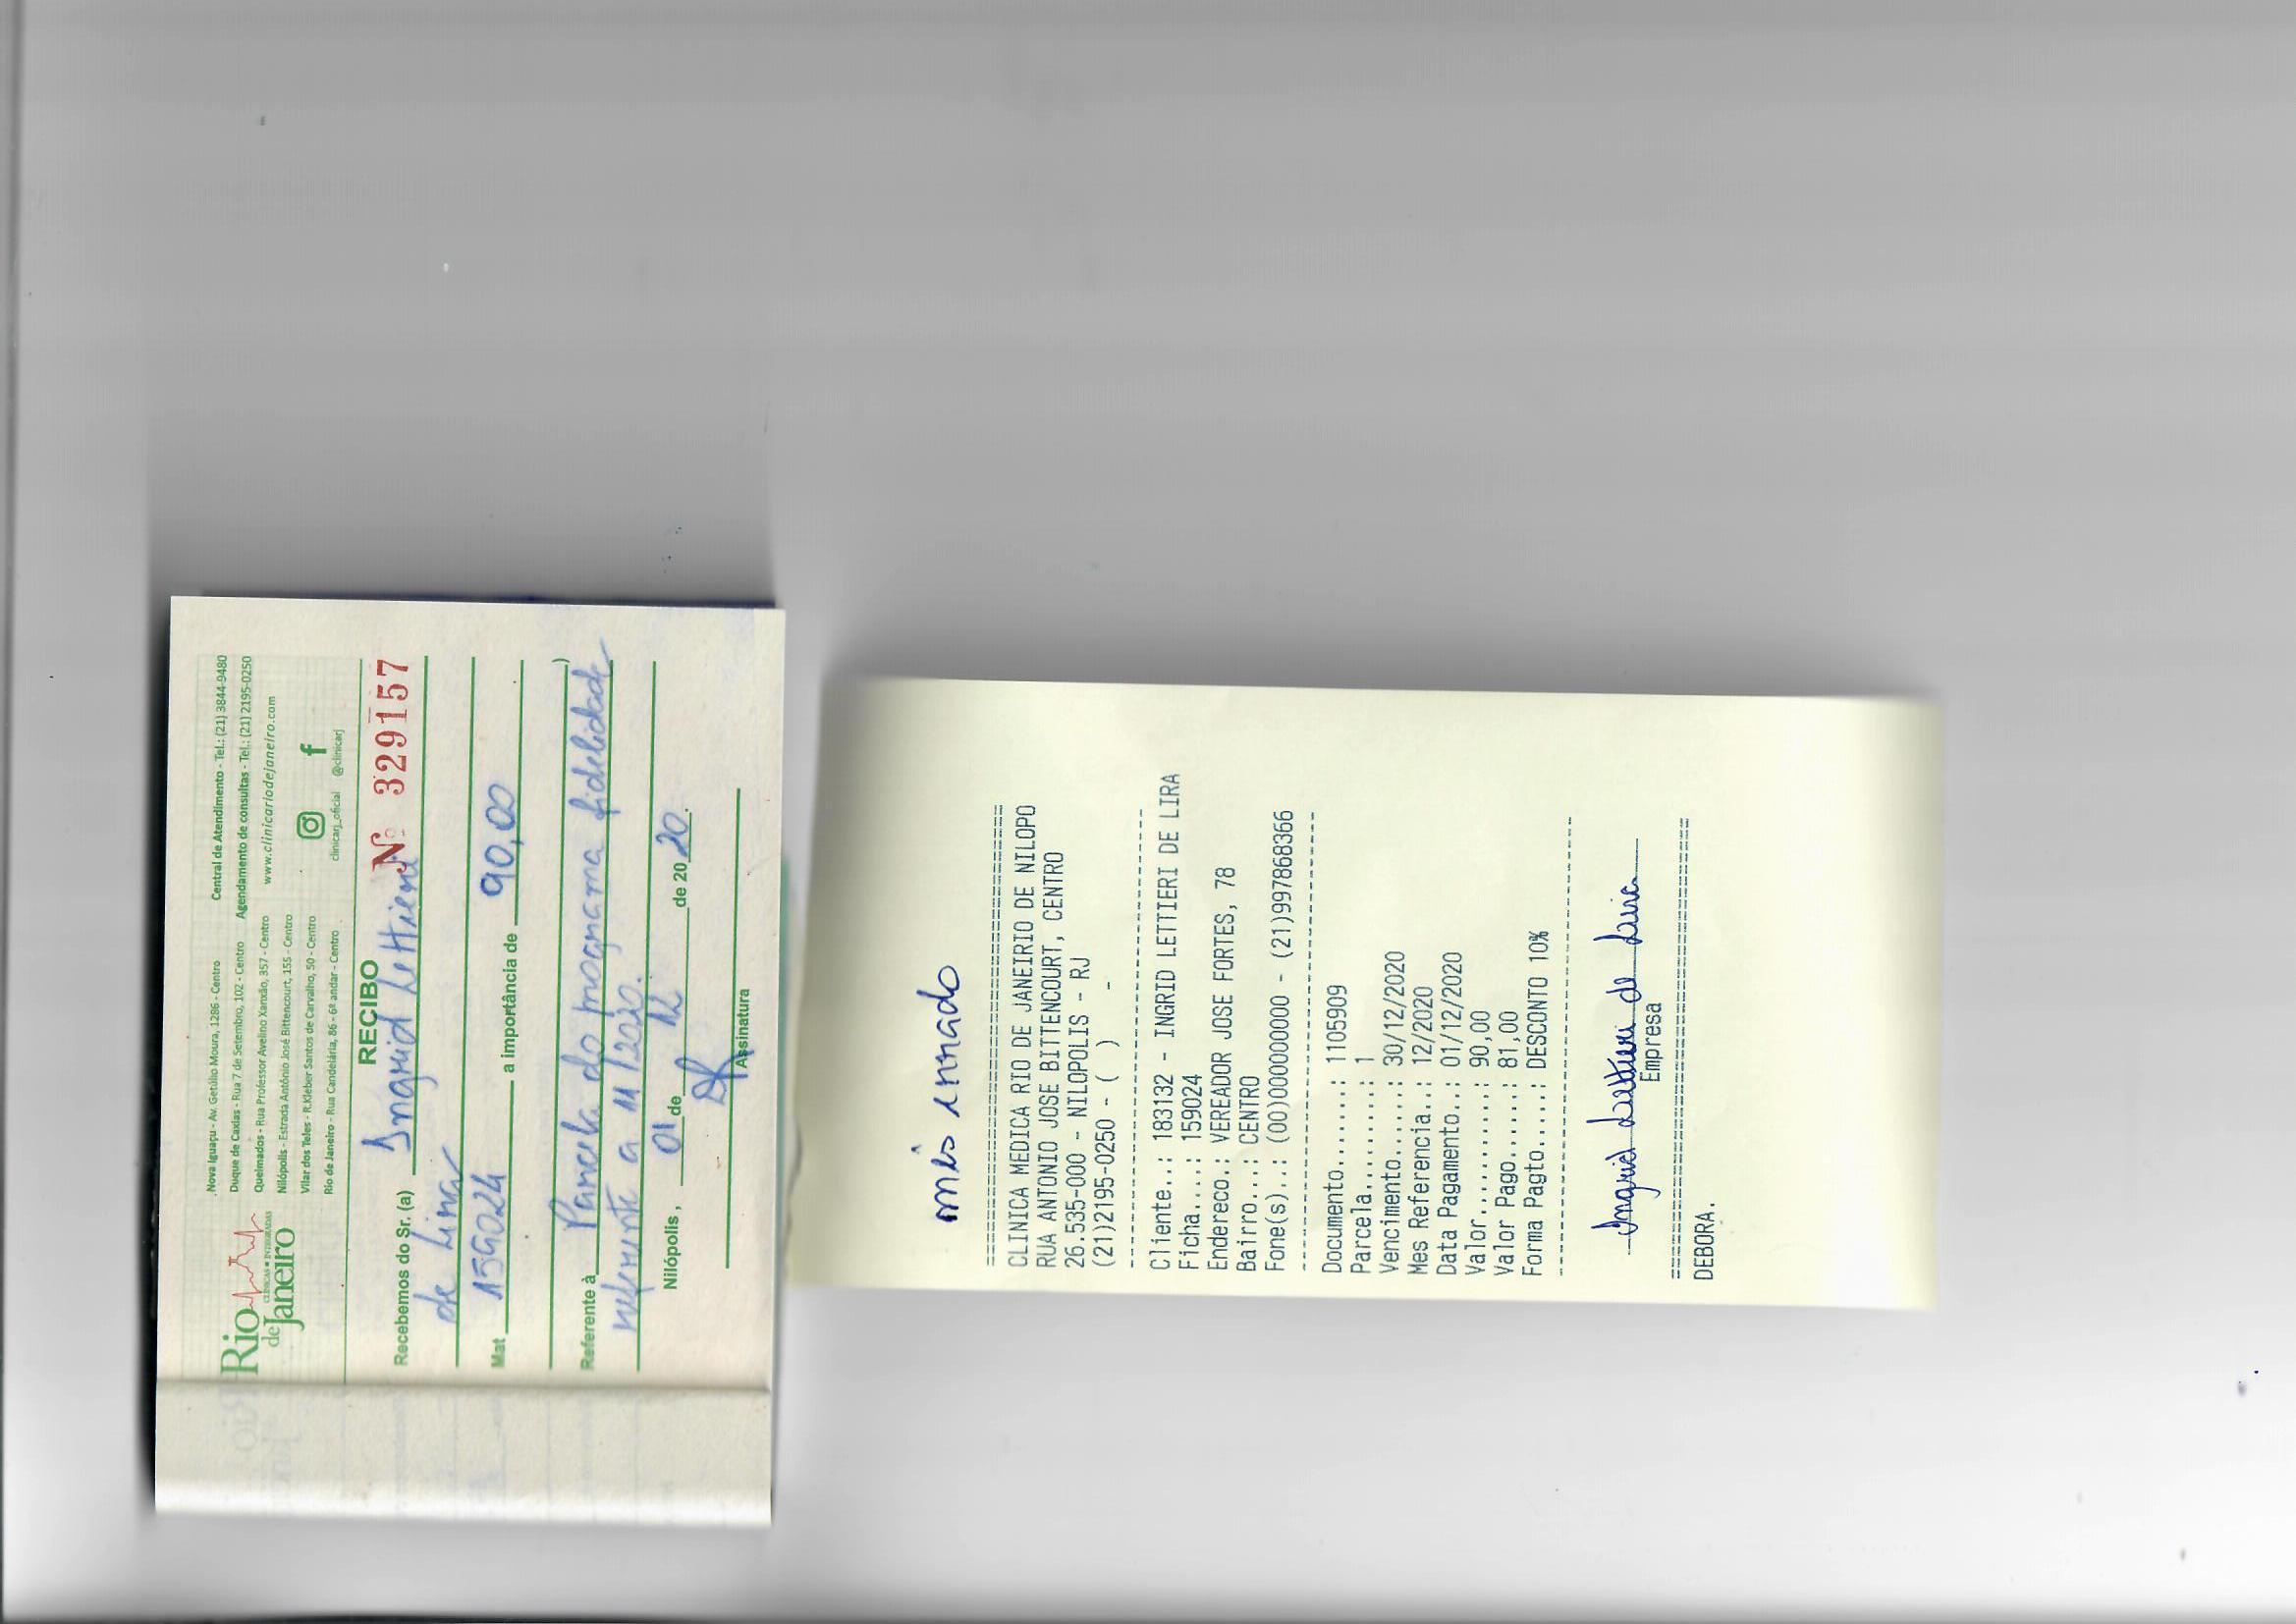 Rio
CLÍNICAS INTEGRADAS
de Janeiro
Nova Iguaçu - Av. Getúlio Moura, 1286 - Centro
Duque de Caxias - Rua 7 de Setembro, 102 - Centro
Queimados - Rua Professor Avelino Xanxão, 357 - Centro
Nilópolis - Estrada Antônio José Bittencourt, 155 - Centro
Vilar dos Teles - R.Kleber Santos de Carvalho, 50 - Centro
Rio de Janeiro - Rua Candelária, 86 - 6º andar - Centro
Central de Atendimento - Tel.: (21) 3844-9480
Agendamento de consultas - Tel.: (21) 2195-0250
www.clinicariodejaneiro.com
clinicarj_oficial @clinicarj
RECIBO
Nº 329157
Recebemos do Sr. (a) Ingrid Lettieri
de Lira
Mat 159024 a importância de 90,00
Referente à Parcela do programa fidelidade )
referente a 11/2020.
Nilópolis, 01 de 12 de 20 20.
Assinatura
mês errado
CLINICA MEDICA RIO DE JANEIRIO DE NILOPO
RUA ANTONIO JOSE BITTENCOURT, CENTRO
26.535-000 - NILOPOLIS - RJ
(21)2195-0250 - ( ) -
Cliente..: 183132 - INGRID LETTIERI DE LIRA
Ficha....: 159024
Endereco.: VEREADOR JOSE FORTES, 78
Bairro...: CENTRO
Fone(s)..: (00)000000000 - (21)997868366
Documento.......: 1105909
Parcela.........: 1
Vencimento......: 30/12/2020
Mes Referencia..: 12/2020
Data Pagamento..: 01/12/2020
Valor...........: 90,00
Valor Pago......: 81,00
Forma Pagto.....: DESCONTO 10%
Ingrid Lettieri de Lira
Empresa
DEBORA.